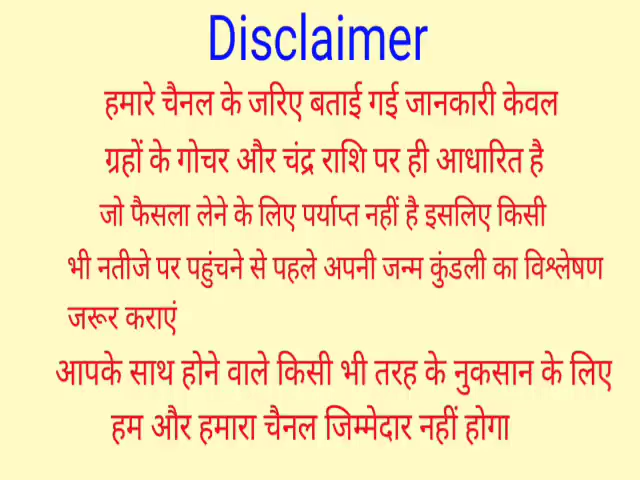 Disclaimer
हमारे चैनल के जरिए बताई गई जानकारी केवल
ग्रहों के गोचर और चंद्र राशि पर ही आधारित है
जो फैसला लेने के लिए पर्याप्त नहीं है इसलिए किसी
भी नतीजे पर पहुंचने से पहले अपनी जन्म कुंडली का विश्लेषण
जरूर कराएं
आपके साथ होने वाले किसी भी तरह के नुकसान के लिए
हम और हमारा चैनल जिम्मेदार नहीं होगा